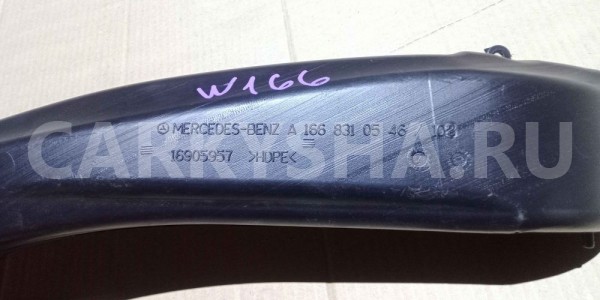 W166
MERCEDES-BENZ A 166 831 05 46
16905957 >HDPE<
CARRYSHA.RU